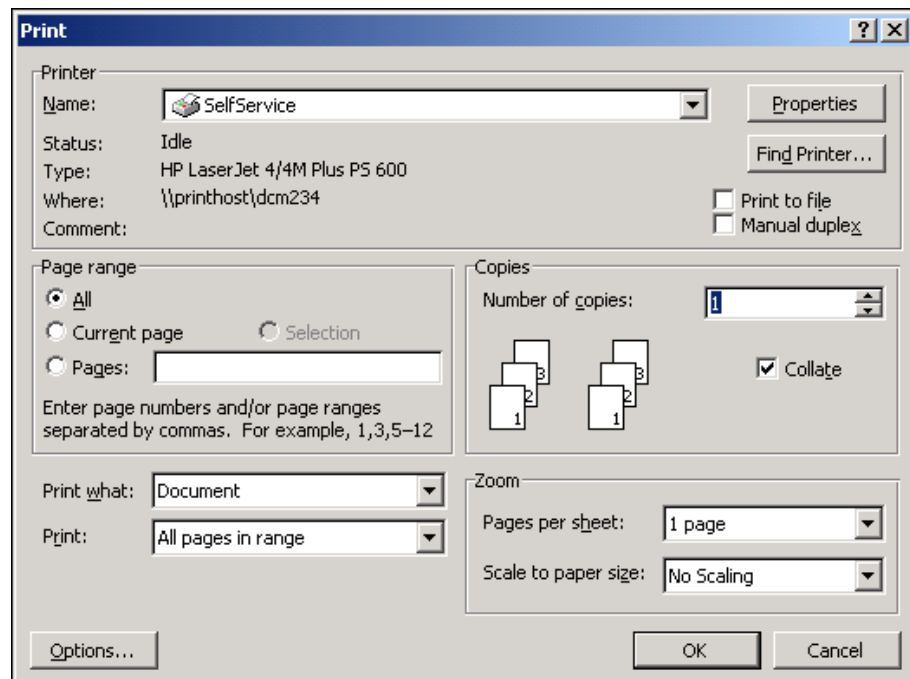 Print
Printer
Name: SelfService Properties
Status: Idle
Find Printer...
Type: HP LaserJet 4/4M Plus PS 600
Where: \\printhost\dcm234
Print to file
Comment:
Manual duplex
Page range
All
Current page Selection
Pages:
Enter page numbers and/or page ranges
separated by commas. For example, 1,3,5–12
Copies
Number of copies: 1
3 3
2 2
1 1
Collate
Print what: Document
Print: All pages in range
Zoom
Pages per sheet: 1 page
Scale to paper size: No Scaling
Options... OK Cancel